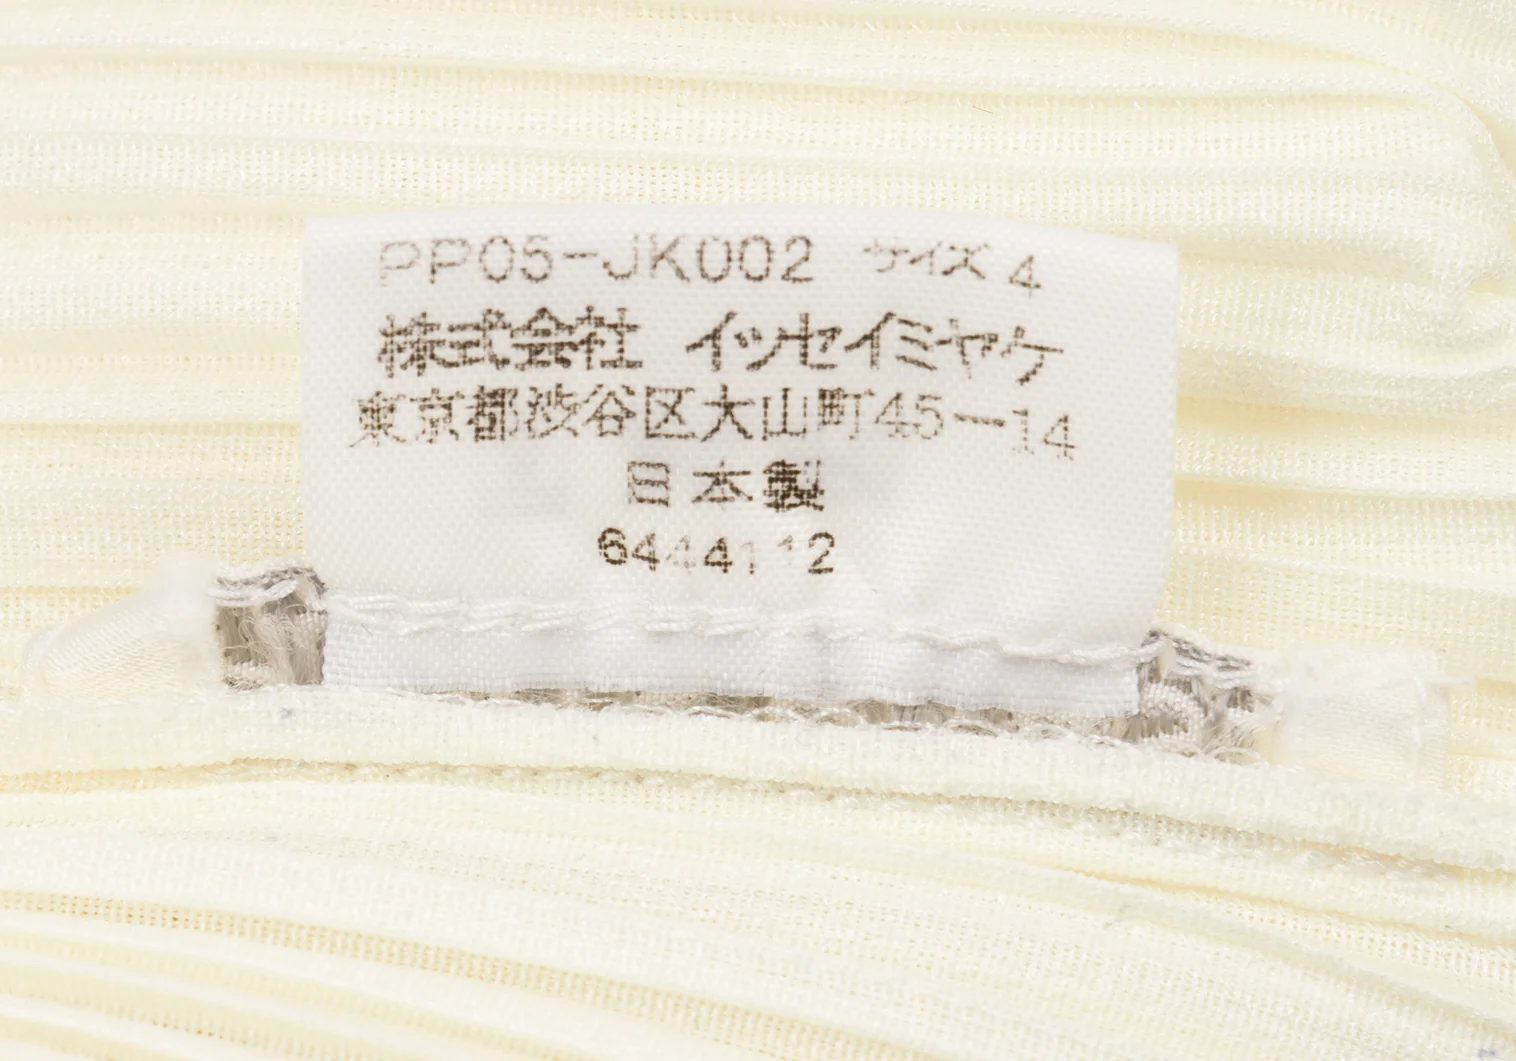 PP05-JK002 サイズ 4
株式会社 イッセイミヤケ
東京都渋谷区大山町45-14
日本製